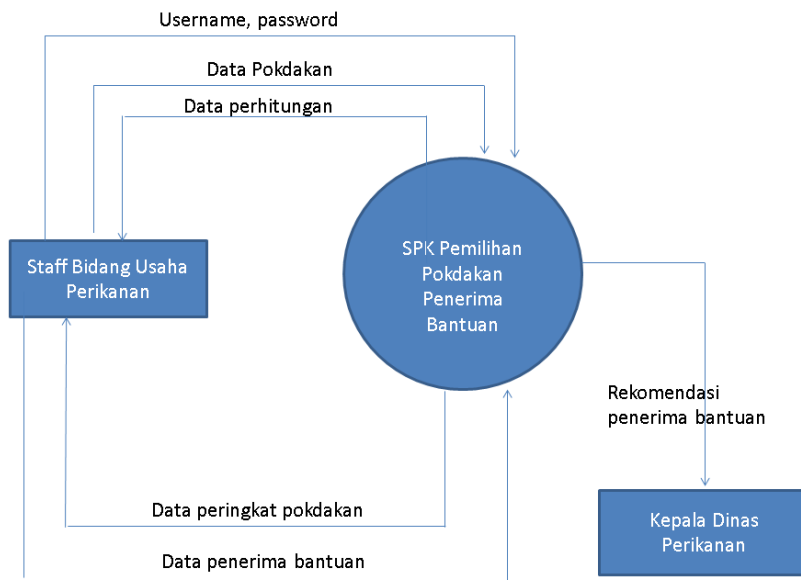 Username, password
Data Pokdakan
Data perhitungan
Staff Bidang Usaha
Perikanan
SPK Pemilihan
Pokdakan
Penerima
Bantuan
Rekomendasi
penerima bantuan
Data peringkat pokdakan
Data penerima bantuan
Kepala Dinas
Perikanan